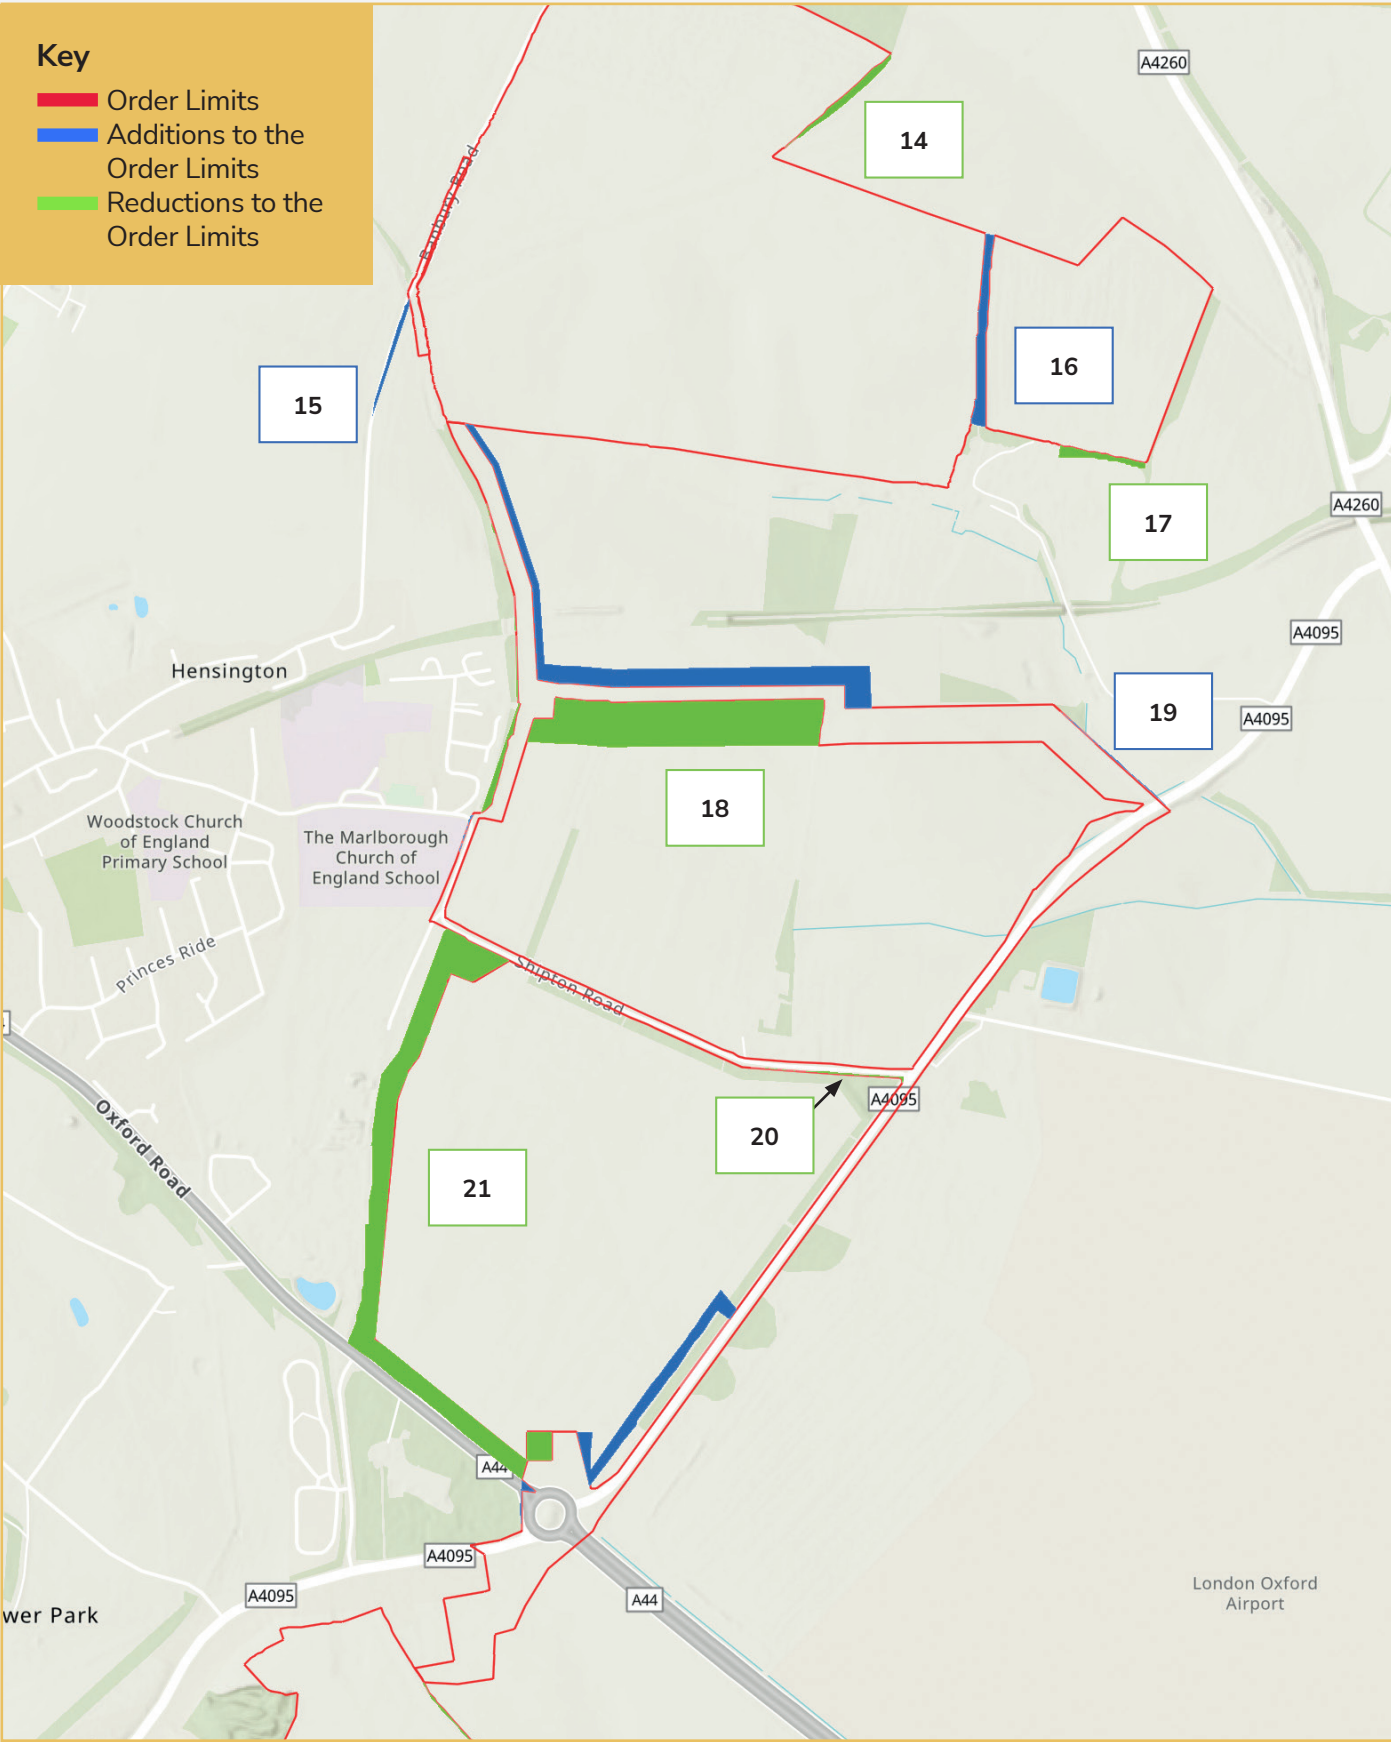 Key
Order Limits
Additions to the
Order Limits
Reductions to the
Order Limits
A4260
14
Banbury Road
16
15
A4260
17
A4095
Hensington
19
A4095
18
Woodstock Church
of England
Primary School
The Marlborough
Church of
England School
Princes Ride
Shipton Road
A4095
20
Oxford Road
21
A44
A4095
A4095
A44
London Oxford
Airport
wer Park